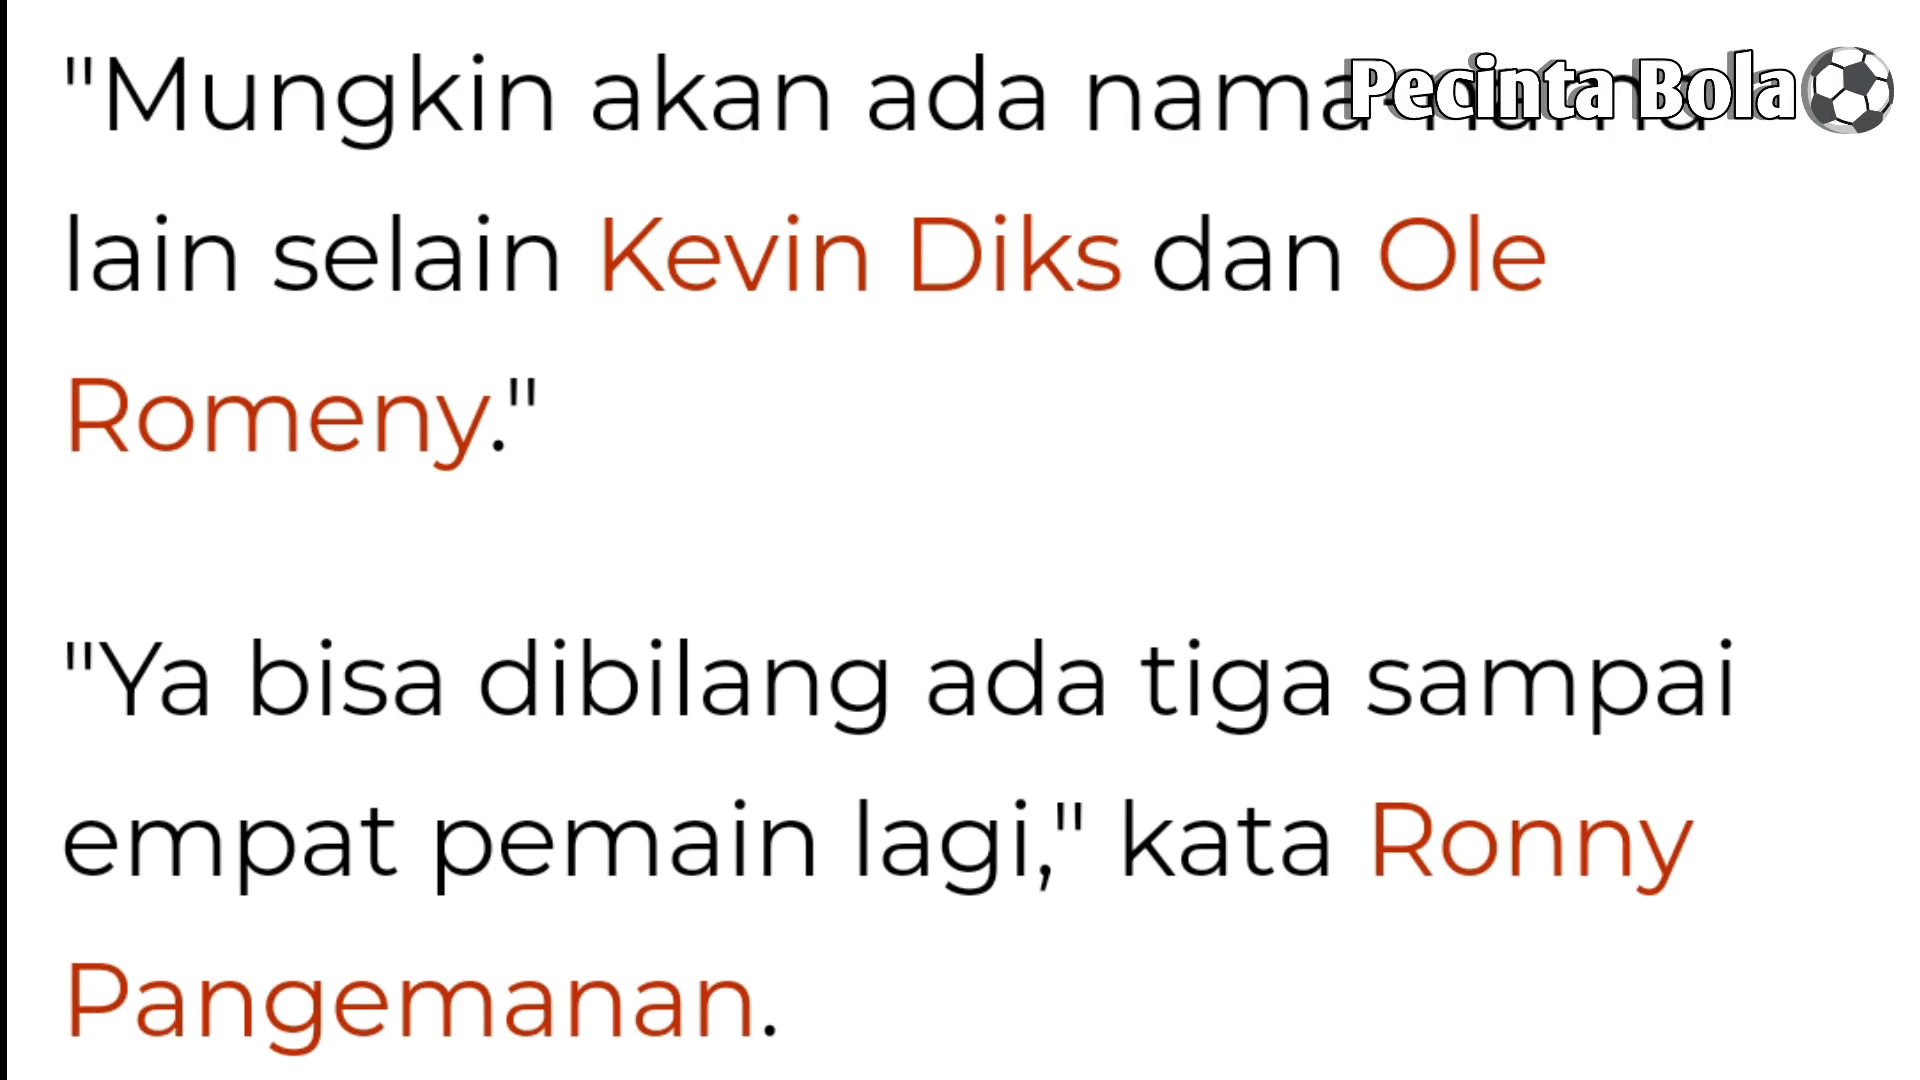 "Mungkin akan ada nama-nama
lain selain Kevin Diks dan Ole
Romeny."
"Ya bisa dibilang ada tiga sampai
empat pemain lagi," kata Ronny
Pangemanan.
Pecinta Bola